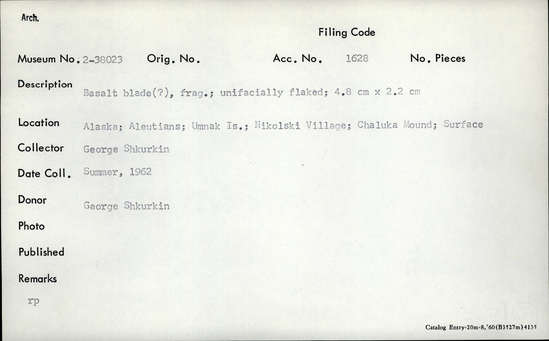 Arch.
Filing Code
Museum No. 2-38023 Orig. No. Acc. No. 1628 No. Pieces
Description Basalt blade(?), frag.; unifacially flaked; 4.8 cm x 2.2 cm
Location Alaska; Aleutians; Umnak Is.; Nikolski Village; Chaluka Mound; Surface
Collector George Shkurkin
Date Coll. Summer, 1962
Donor George Shkurkin
Photo
Published
Remarks
rp
Catalog Entry-20m-8,'60(B1527m)4135